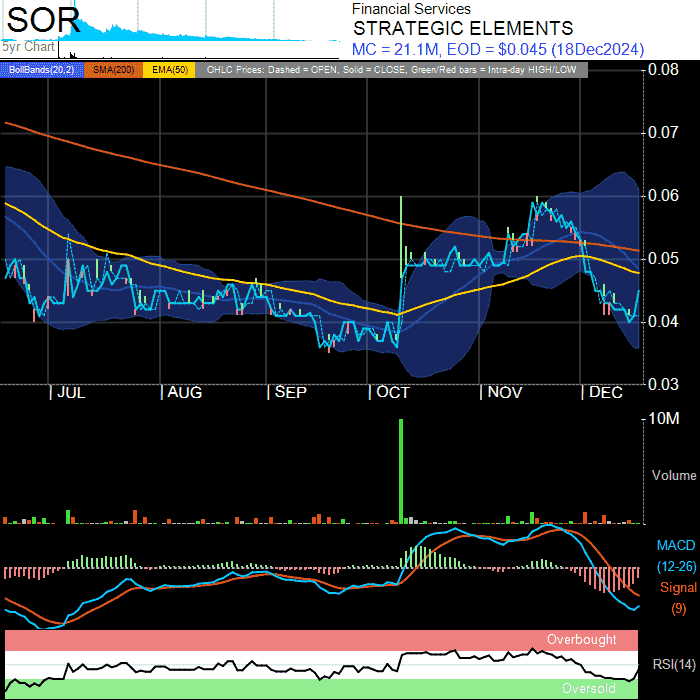 SOR
5yr Chart
Financial Services
STRATEGIC ELEMENTS
MC = 21.1M, EOD = $0.045 (18Dec2024)
BollBands(20,2) SMA(200) EMA(50) OHLC Prices: Dashed = OPEN, Solid = CLOSE, Green/Red bars = Intra-day HIGH/LOW
0.08
0.07
0.06
0.05
0.04
0.03
JUL AUG SEP OCT NOV DEC
10M
Volume
MACD
(12-26)
Signal
(9)
Overbought
RSI(14)
Oversold